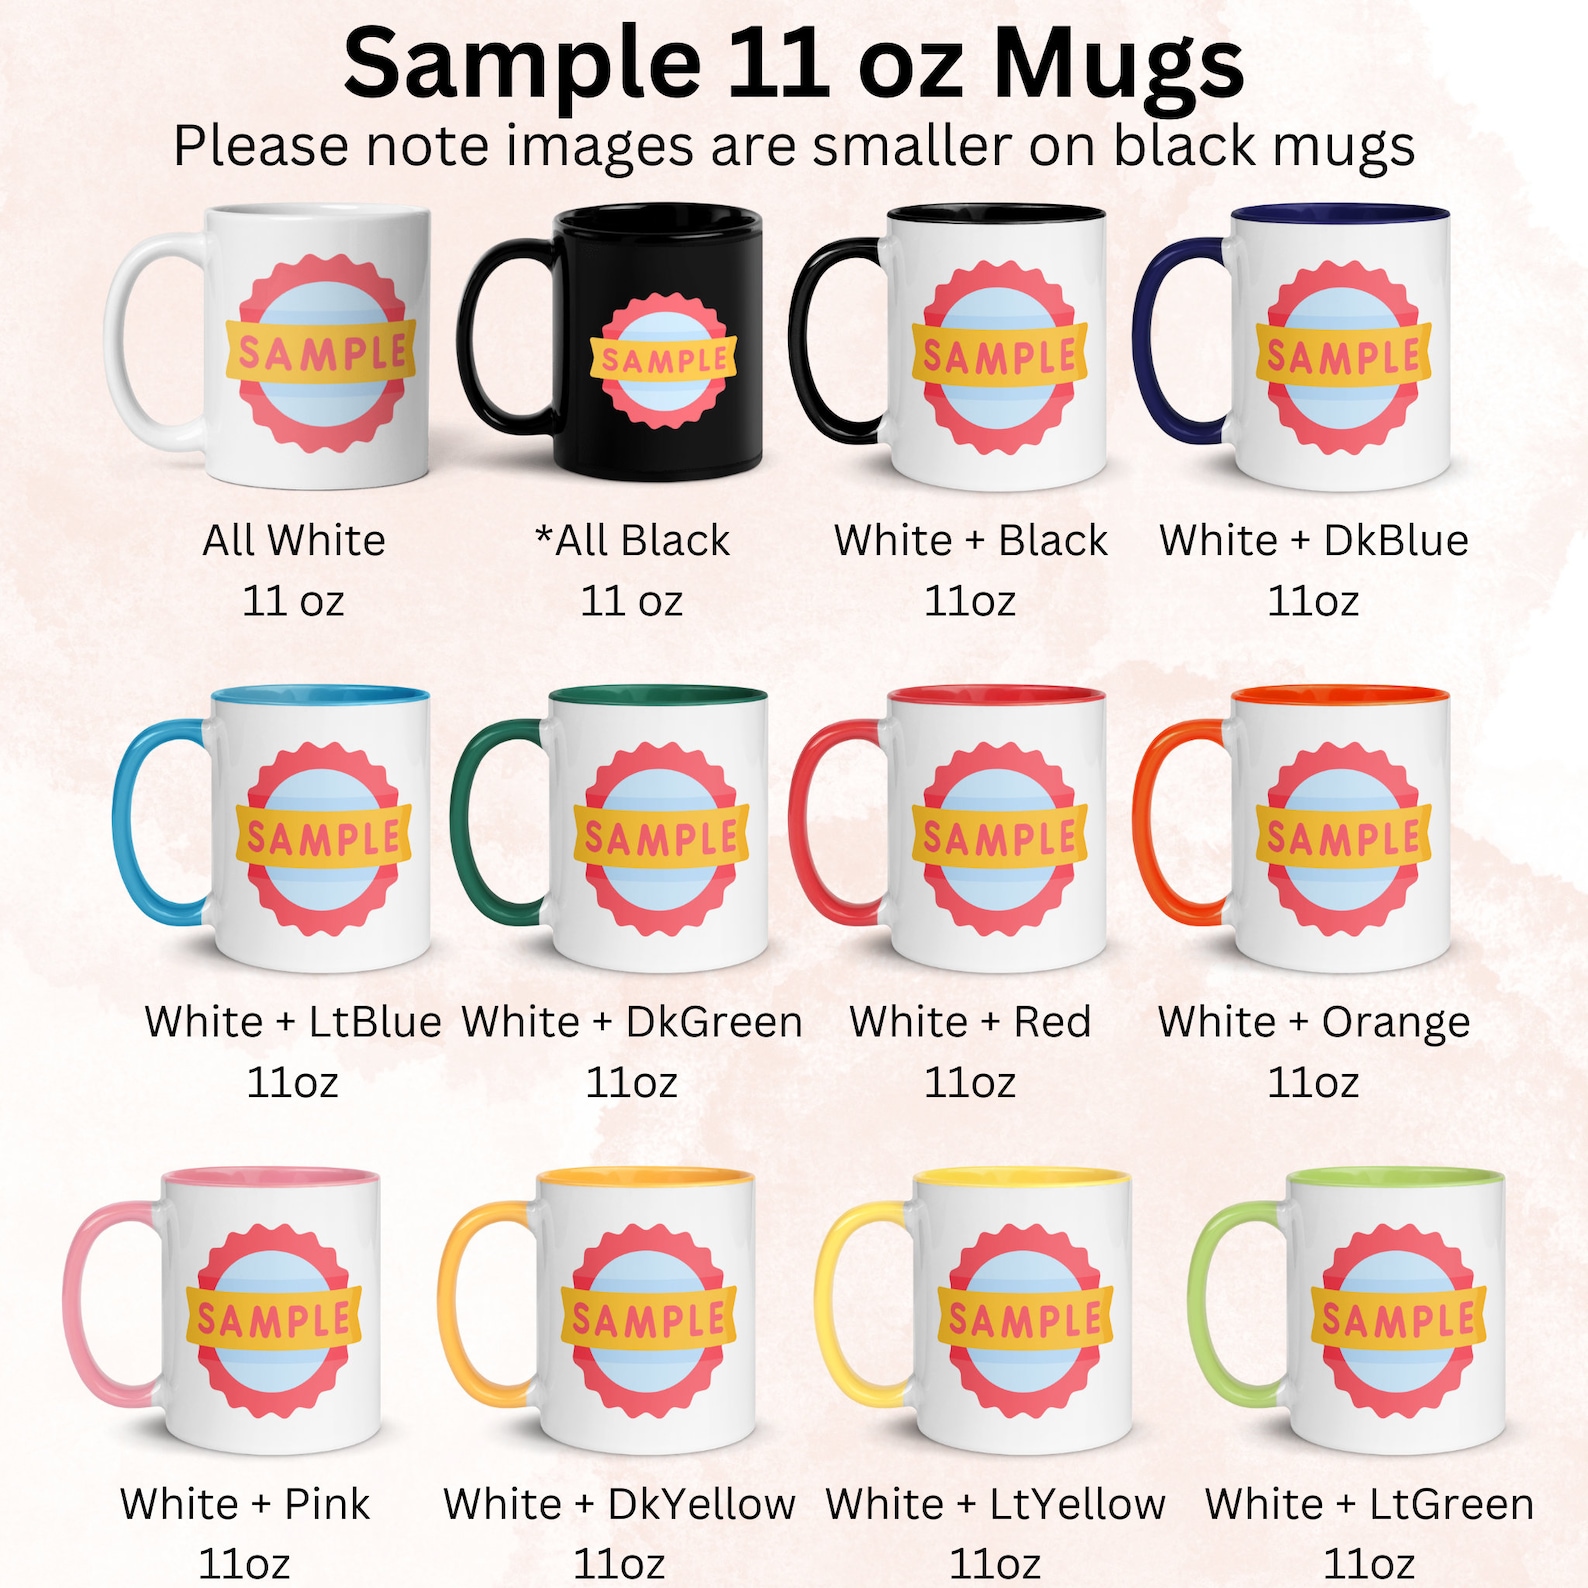 Sample 11 oz Mugs
Please note images are smaller on black mugs
SAMPLE
SAMPLE
SAMPLE
SAMPLE
All White
*All Black
White + Black
White + DkBlue
11 oz
11 oz
11oz
11oz
SAMPLE
SAMPLE
SAMPLE
SAMPLE
White + LtBlue
White + DkGreen
White + Red
White + Orange
11oz
11oz
11oz
11oz
SAMPLE
SAMPLE
SAMPLE
SAMPLE
White + Pink
White + DkYellow
White + LtYellow
White + LtGreen
11oz
11oz
11oz
11oz